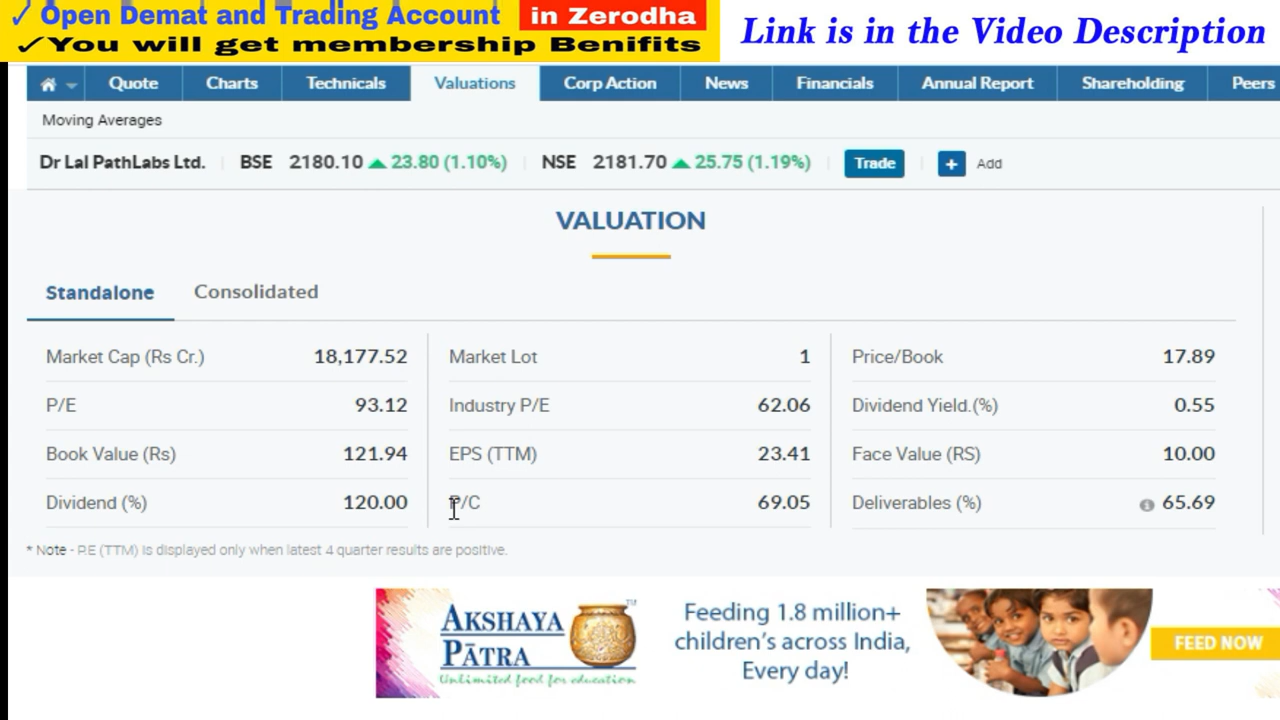 ✓ Open Demat and Trading Account in Zerodha
✓You will get membership Benifits
Link is in the Video Description
Quote Charts Technicals Valuations Corp Action News Financials Annual Report Shareholding Peers
Moving Averages
Dr Lal PathLabs Ltd. BSE 2180.10 ▲ 23.80 (1.10%) NSE 2181.70 ▲ 25.75 (1.19%) Trade + Add
VALUATION
Standalone Consolidated
Market Cap (Rs Cr.) 18,177.52 Market Lot 1 Price/Book 17.89
P/E 93.12 Industry P/E 62.06 Dividend Yield.(%) 0.55
Book Value (Rs) 121.94 EPS (TTM) 23.41 Face Value (RS) 10.00
Dividend (%) 120.00 P/C 69.05 Deliverables (%) 65.69
* Note - P.E (TTM) is displayed only when latest 4 quarter results are positive.
AKSHAYA
PĀTRA
TM
Unlimited food for education
Feeding 1.8 million+
children's across India,
Every day!
FEED NOW